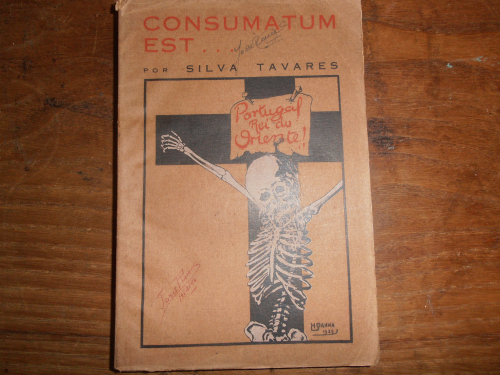 CONSUMATUM
EST...
POR SILVA TAVARES
Portugal
Rei do
Oriente!